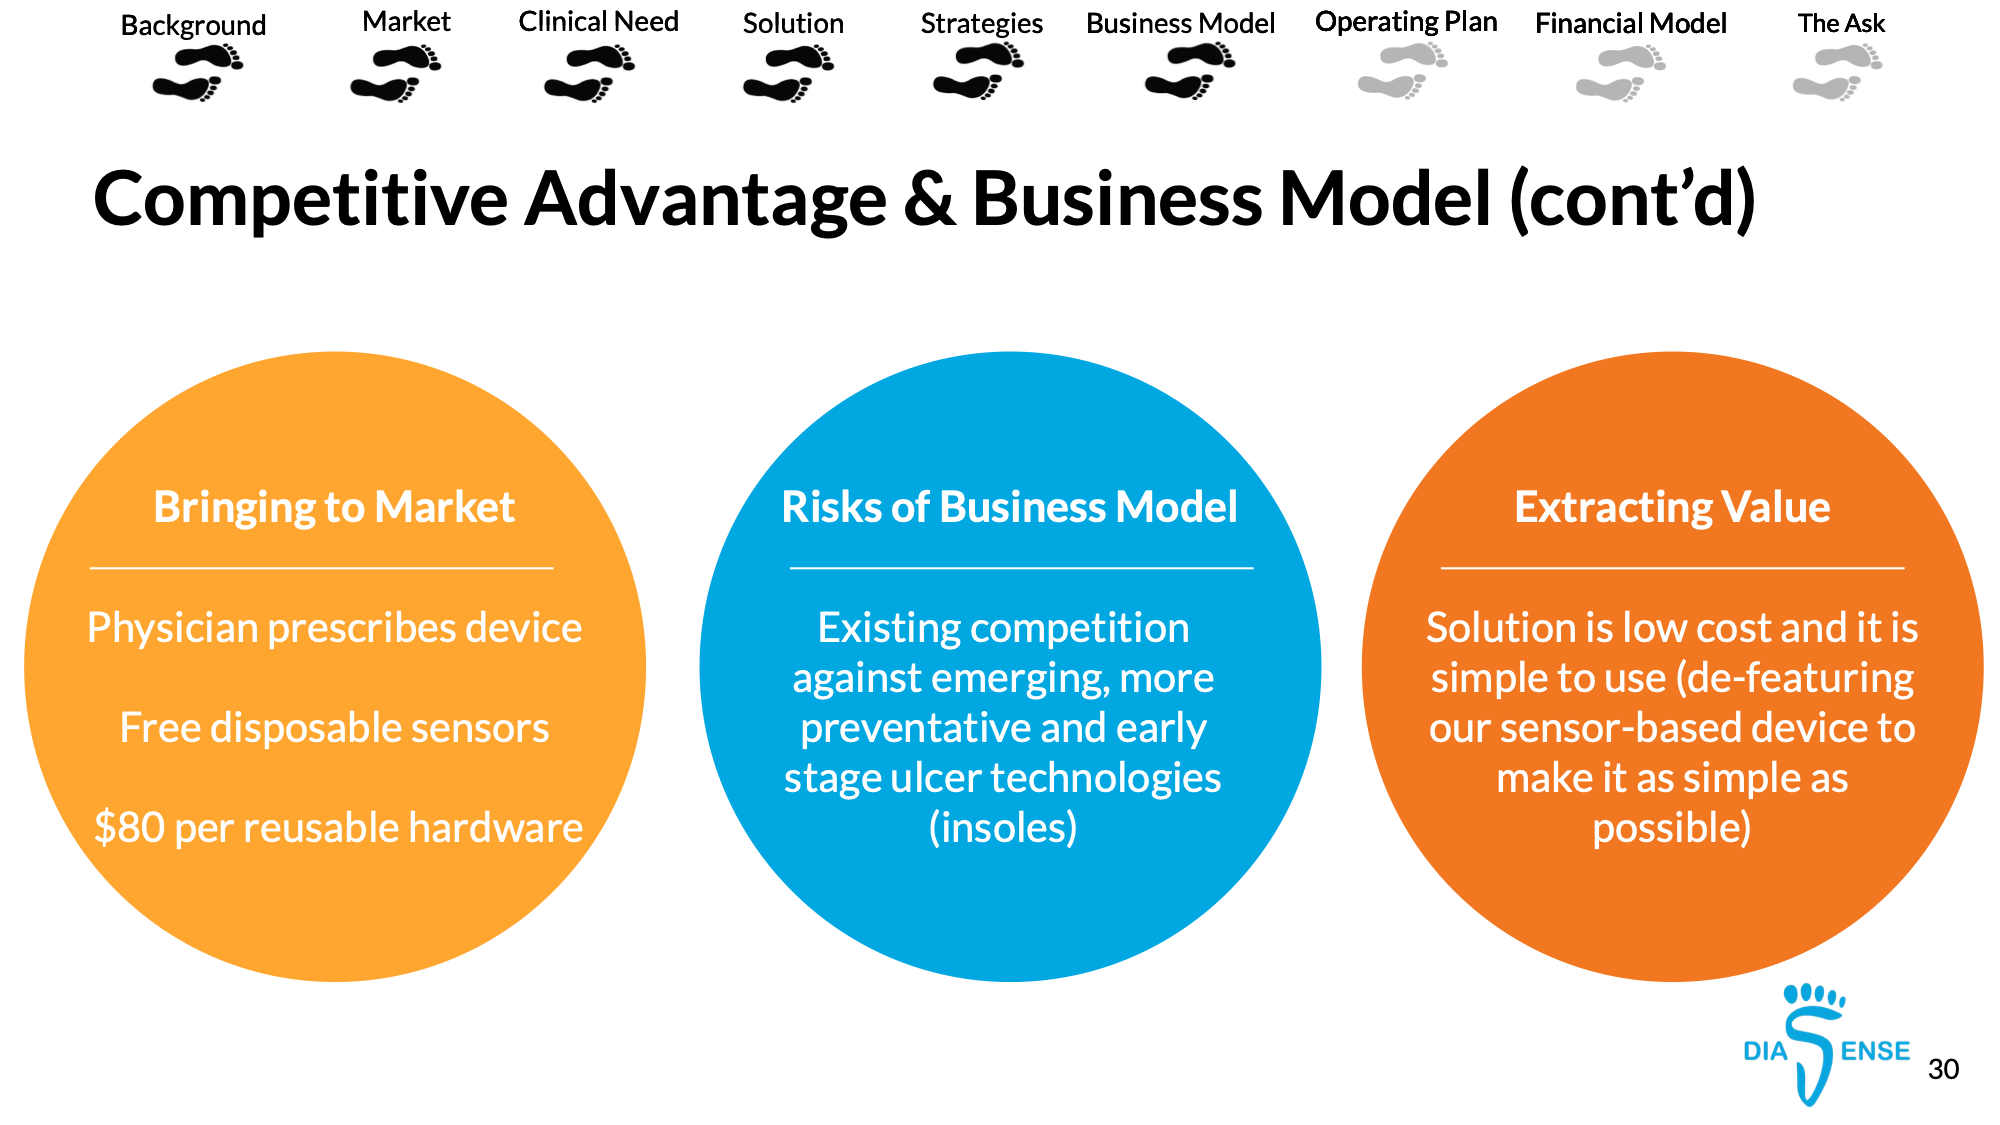 Background
Market
Clinical Need
Solution
Strategies
Business Model
Operating Plan
Financial Model
The Ask
Competitive Advantage & Business Model (cont’d)
Bringing to Market
Physician prescribes device
Free disposable sensors
$80 per reusable hardware
Risks of Business Model
Existing competition
against emerging, more
preventative and early
stage ulcer technologies
(insoles)
Extracting Value
Solution is low cost and it is
simple to use (de-featuring
our sensor-based device to
make it as simple as
possible)
DIASENSE
30